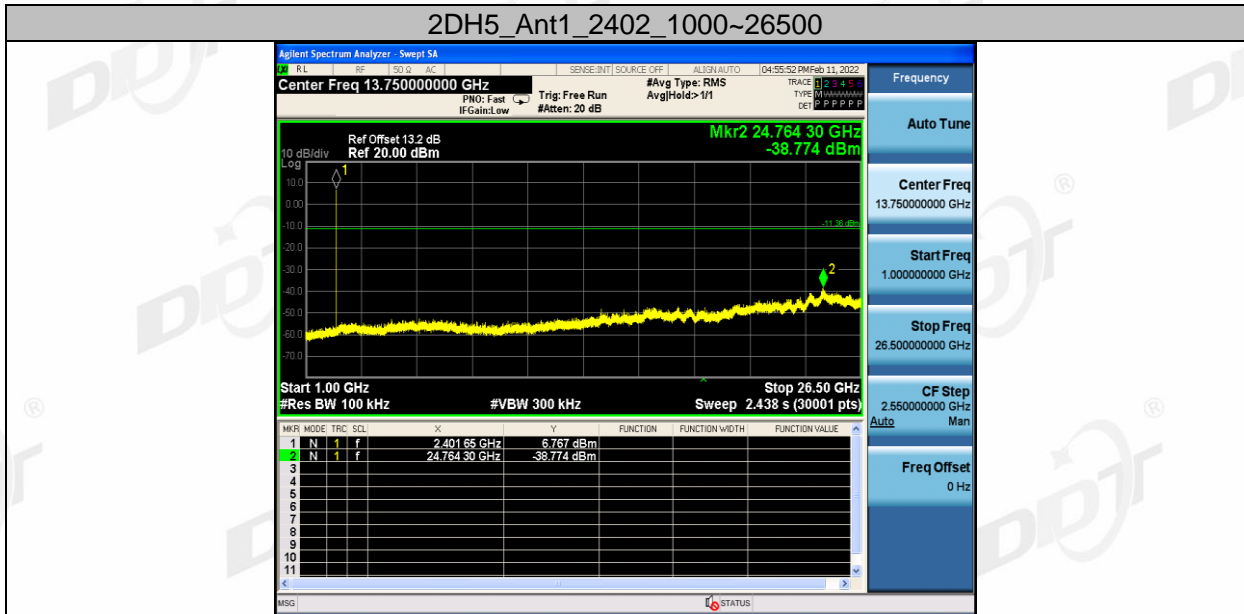 2DH5_Ant1_2402_1000~26500
Agilent Spectrum Analyzer - Swept SA
RL RF 50 Ω AC SENSE:INT SOURCE OFF ALIGN AUTO 04:55:52 PM Feb 11, 2022
Center Freq 13.750000000 GHz
PNO: Fast
IFGain:Low
Trig: Free Run
#Atten: 20 dB
#Avg Type: RMS
Avg|Hold:> 1/1
TRACE 1 2 3 4 5 6
TYPE M
DET P P P P P P
Mkr2 24.764 30 GHz
-38.774 dBm
Ref Offset 13.2 dB
10 dB/div Ref 20.00 dBm
Log
1
10.0
0.00
-10.0
-11.36 dBm
-20.0
-30.0
2
-40.0
-50.0
-60.0
-70.0
Start 1.00 GHz Stop 26.50 GHz
#Res BW 100 kHz #VBW 300 kHz Sweep 2.438 s (30001 pts)
MKR MODE TRC SCL X Y FUNCTION FUNCTION WIDTH FUNCTION VALUE
1 N 1 f 2.401 65 GHz 6.767 dBm
2 N 1 f 24.764 30 GHz -38.774 dBm
3
4
5
6
7
8
9
10
11
MSG STATUS
Frequency
Auto Tune
Center Freq
13.750000000 GHz
Start Freq
1.000000000 GHz
Stop Freq
26.500000000 GHz
CF Step
2.550000000 GHz
Auto Man
Freq Offset
0 Hz
DDT
®